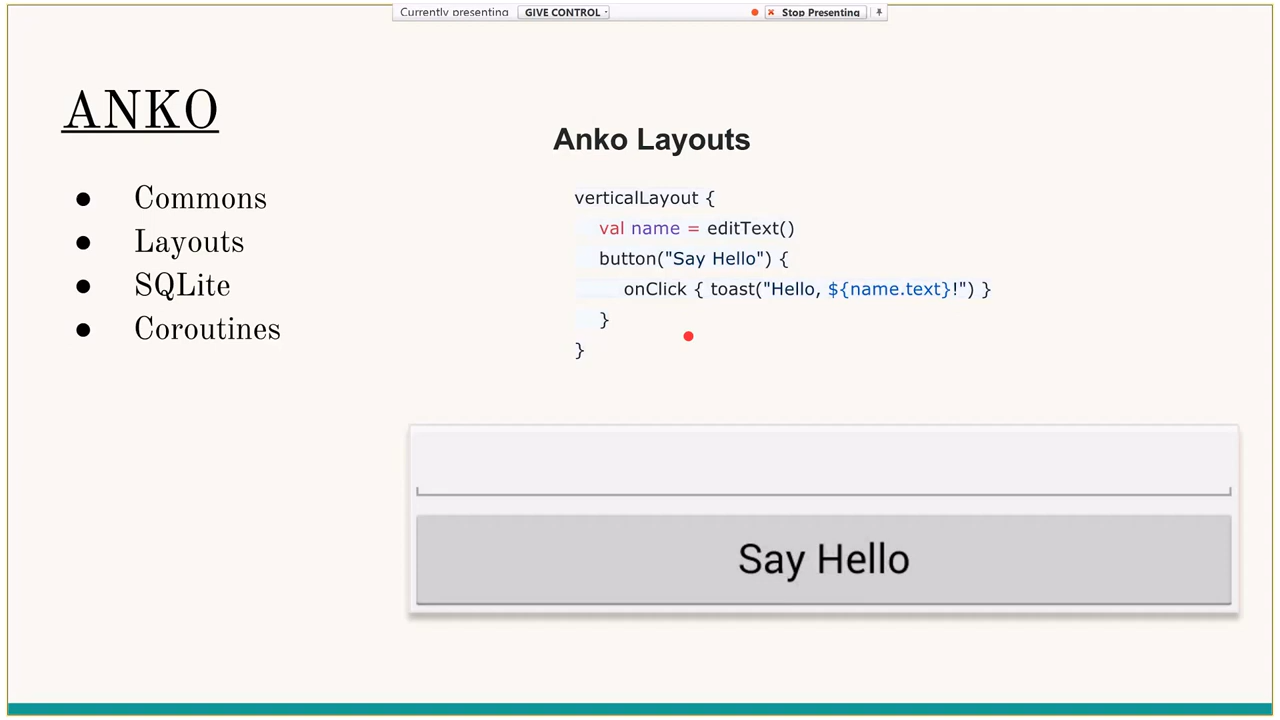 Currently presenting GIVE CONTROL Stop Presenting
ANKO
Commons
Layouts
SQLite
Coroutines
Anko Layouts
verticalLayout {
val name = editText()
button("Say Hello") {
onClick { toast("Hello, ${name.text}!") }
}
}
Say Hello